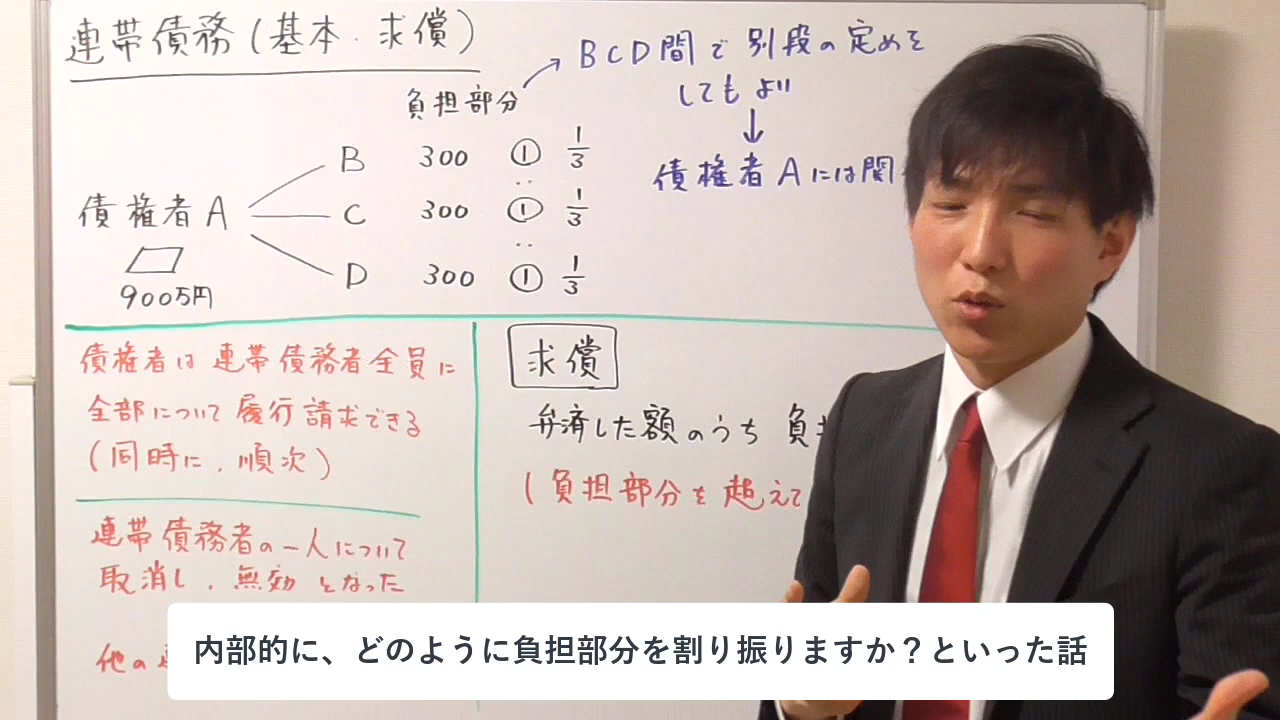 連帯債務(基本・求償)
負担部分
BCD間で別段の定めを
してもよい
↓
債権者Aには関
債権者A
900万円
B 300 ① 1/3
C 300 ① 1/3
D 300 ① 1/3
債権者は連帯債務者全員に
全部について履行請求できる
(同時に、順次)
連帯債務者の一人について
取消し、無効となった
他の
求償
弁済した額のうち 負
(負担部分を超えて
内部的に、どのように負担部分を割り振りますか?といった話